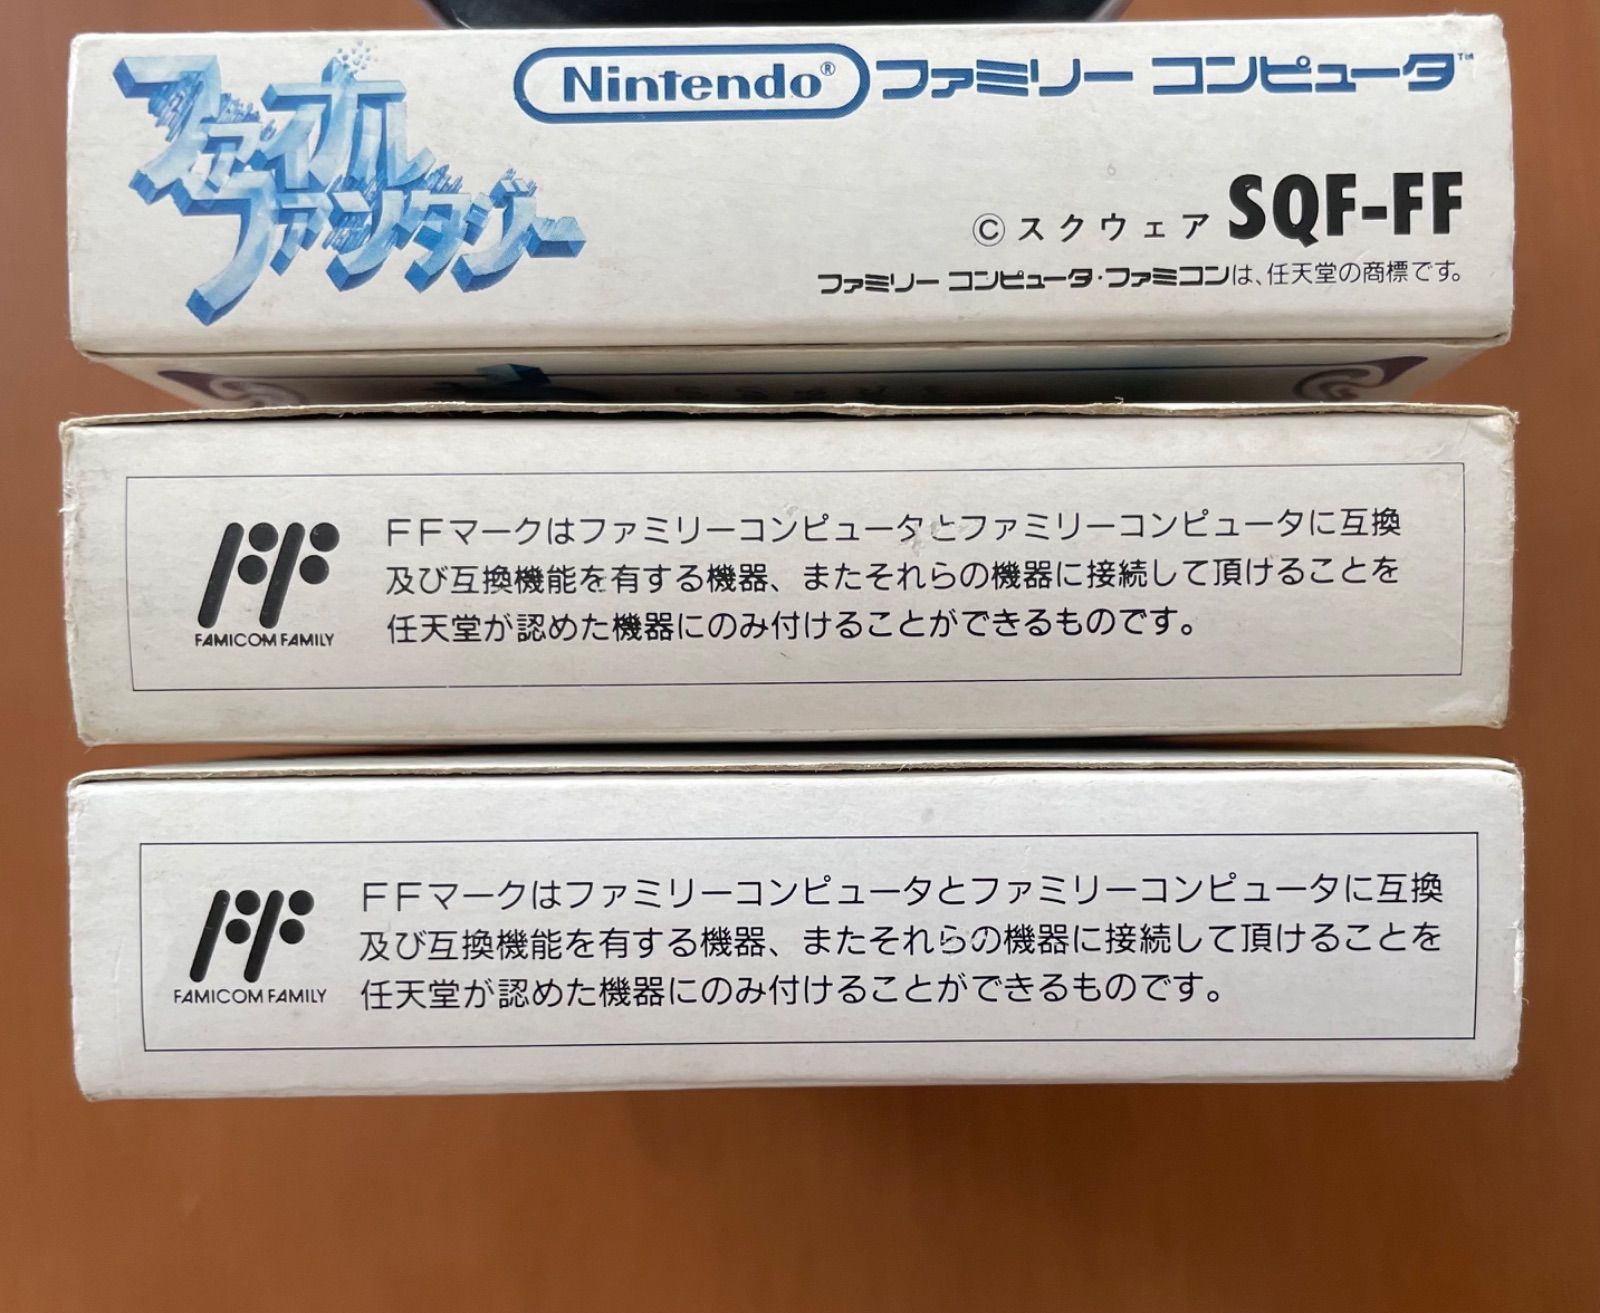 ファイナル
ファンタジー
Nintendo® ファミリー コンピュータ™
Ⓒスクウェア SQF-FF
ファミリー コンピュータ・ファミコンは、任天堂の商標です。
FAMICOM FAMILY
FFマークはファミリーコンピュータとファミリーコンピュータに互換
及び互換機能を有する機器、またそれらの機器に接続して頂けることを
任天堂が認めた機器にのみ付けることができるものです。
FAMICOM FAMILY
FFマークはファミリーコンピュータとファミリーコンピュータに互換
及び互換機能を有する機器、またそれらの機器に接続して頂けることを
任天堂が認めた機器にのみ付けることができるものです。